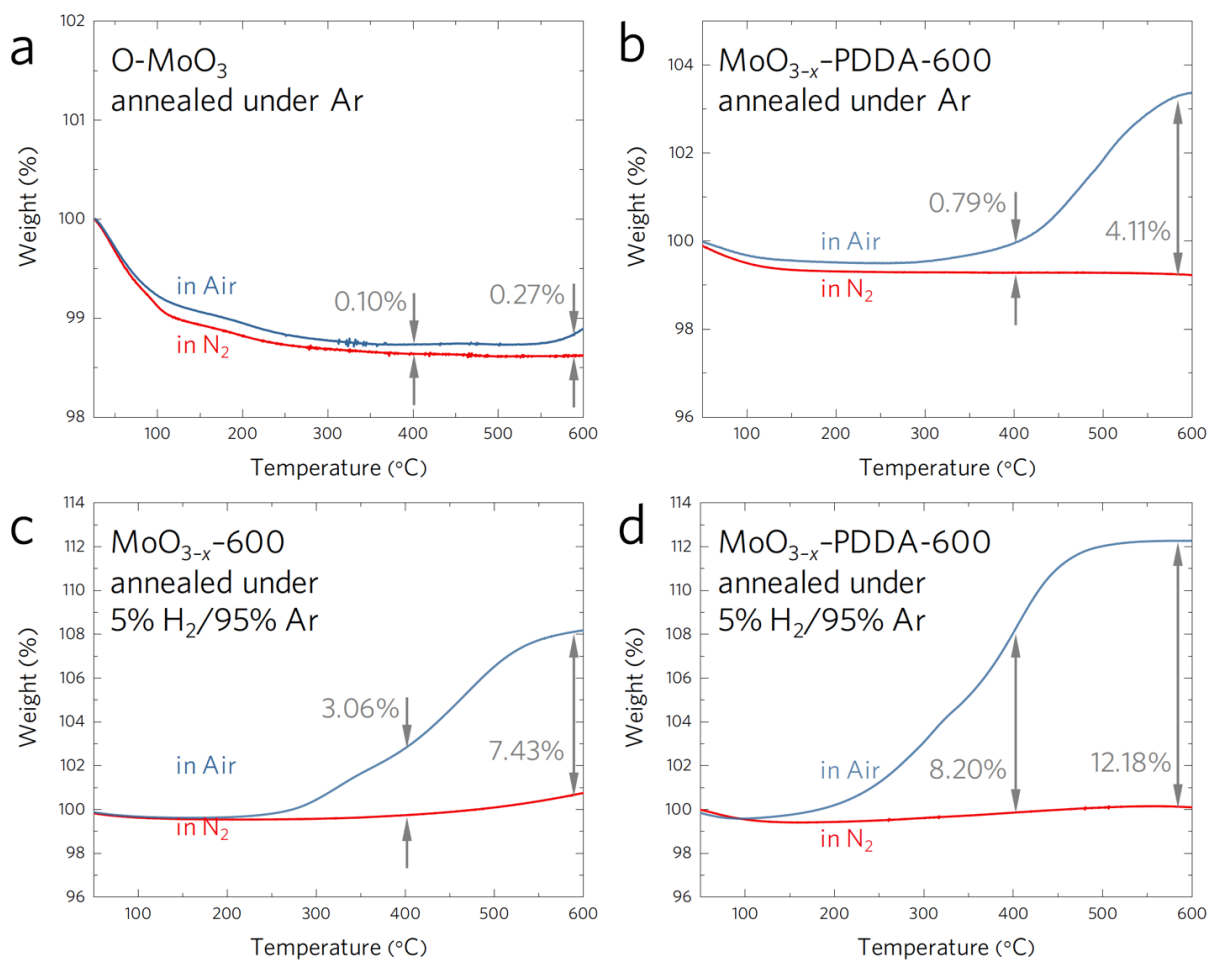 a
O-MoO₃
annealed under Ar
102
101
100
99
98
Weight (%)
in Air
in N₂
0.10%
0.27%
100 200 300 400 500 600
Temperature (°C)
b
MoO₃₋ₓ-PDDA-600
annealed under Ar
104
102
100
98
96
Weight (%)
in Air
in N₂
0.79%
4.11%
100 200 300 400 500 600
Temperature (°C)
c
MoO₃₋ₓ-600
annealed under
5% H₂/95% Ar
114
112
110
108
106
104
102
100
98
96
Weight (%)
in Air
in N₂
3.06%
7.43%
100 200 300 400 500 600
Temperature (°C)
d
MoO₃₋ₓ-PDDA-600
annealed under
5% H₂/95% Ar
114
112
110
108
106
104
102
100
98
96
Weight (%)
in Air
in N₂
8.20%
12.18%
100 200 300 400 500 600
Temperature (°C)